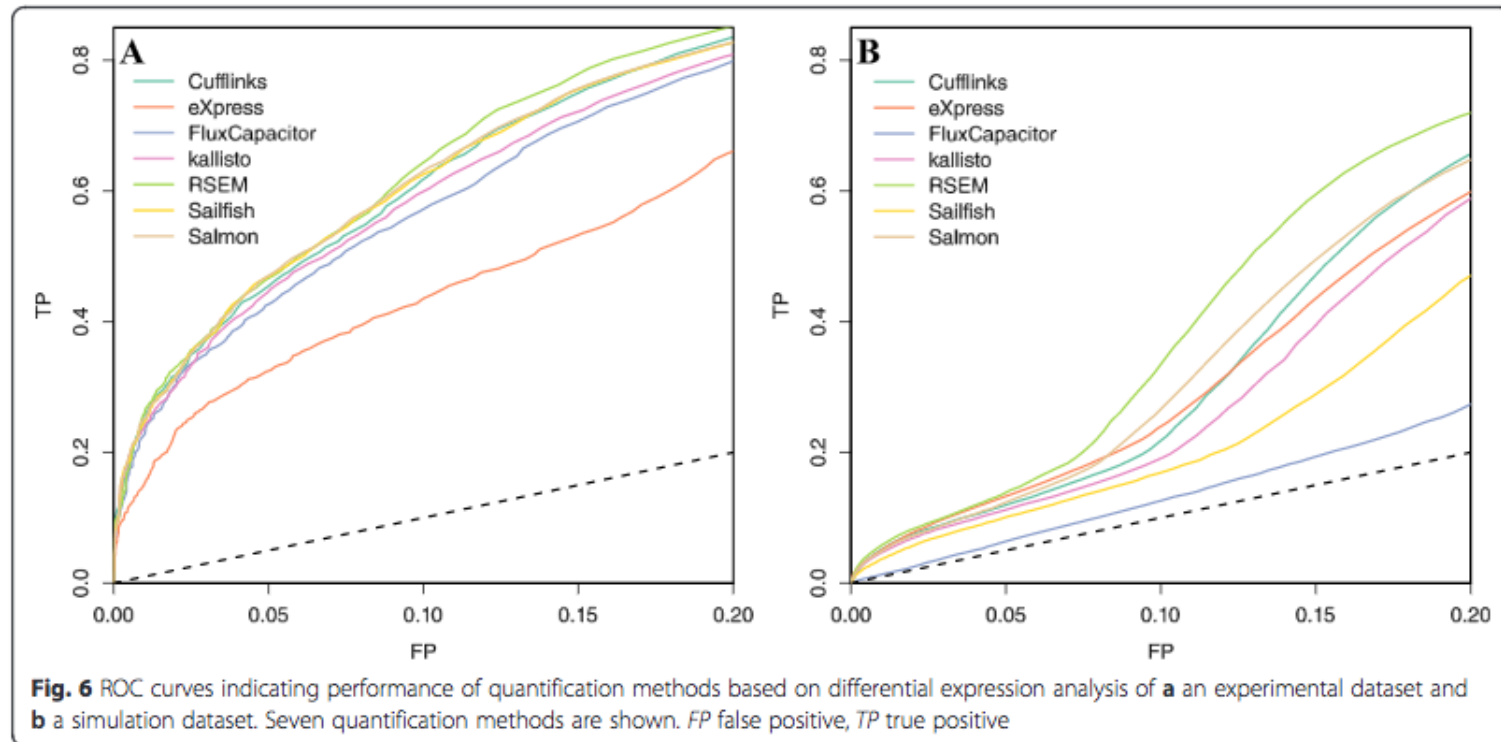 A
Cufflinks
eXpress
FluxCapacitor
kallisto
RSEM
Sailfish
Salmon
TP
0.8
0.6
0.4
0.2
0.0
0.00 0.05 0.10 0.15 0.20
FP
B
Cufflinks
eXpress
FluxCapacitor
kallisto
RSEM
Sailfish
Salmon
TP
0.8
0.6
0.4
0.2
0.0
0.00 0.05 0.10 0.15 0.20
FP
Fig. 6 ROC curves indicating performance of quantification methods based on differential expression analysis of a an experimental dataset and
b a simulation dataset. Seven quantification methods are shown. FP false positive, TP true positive